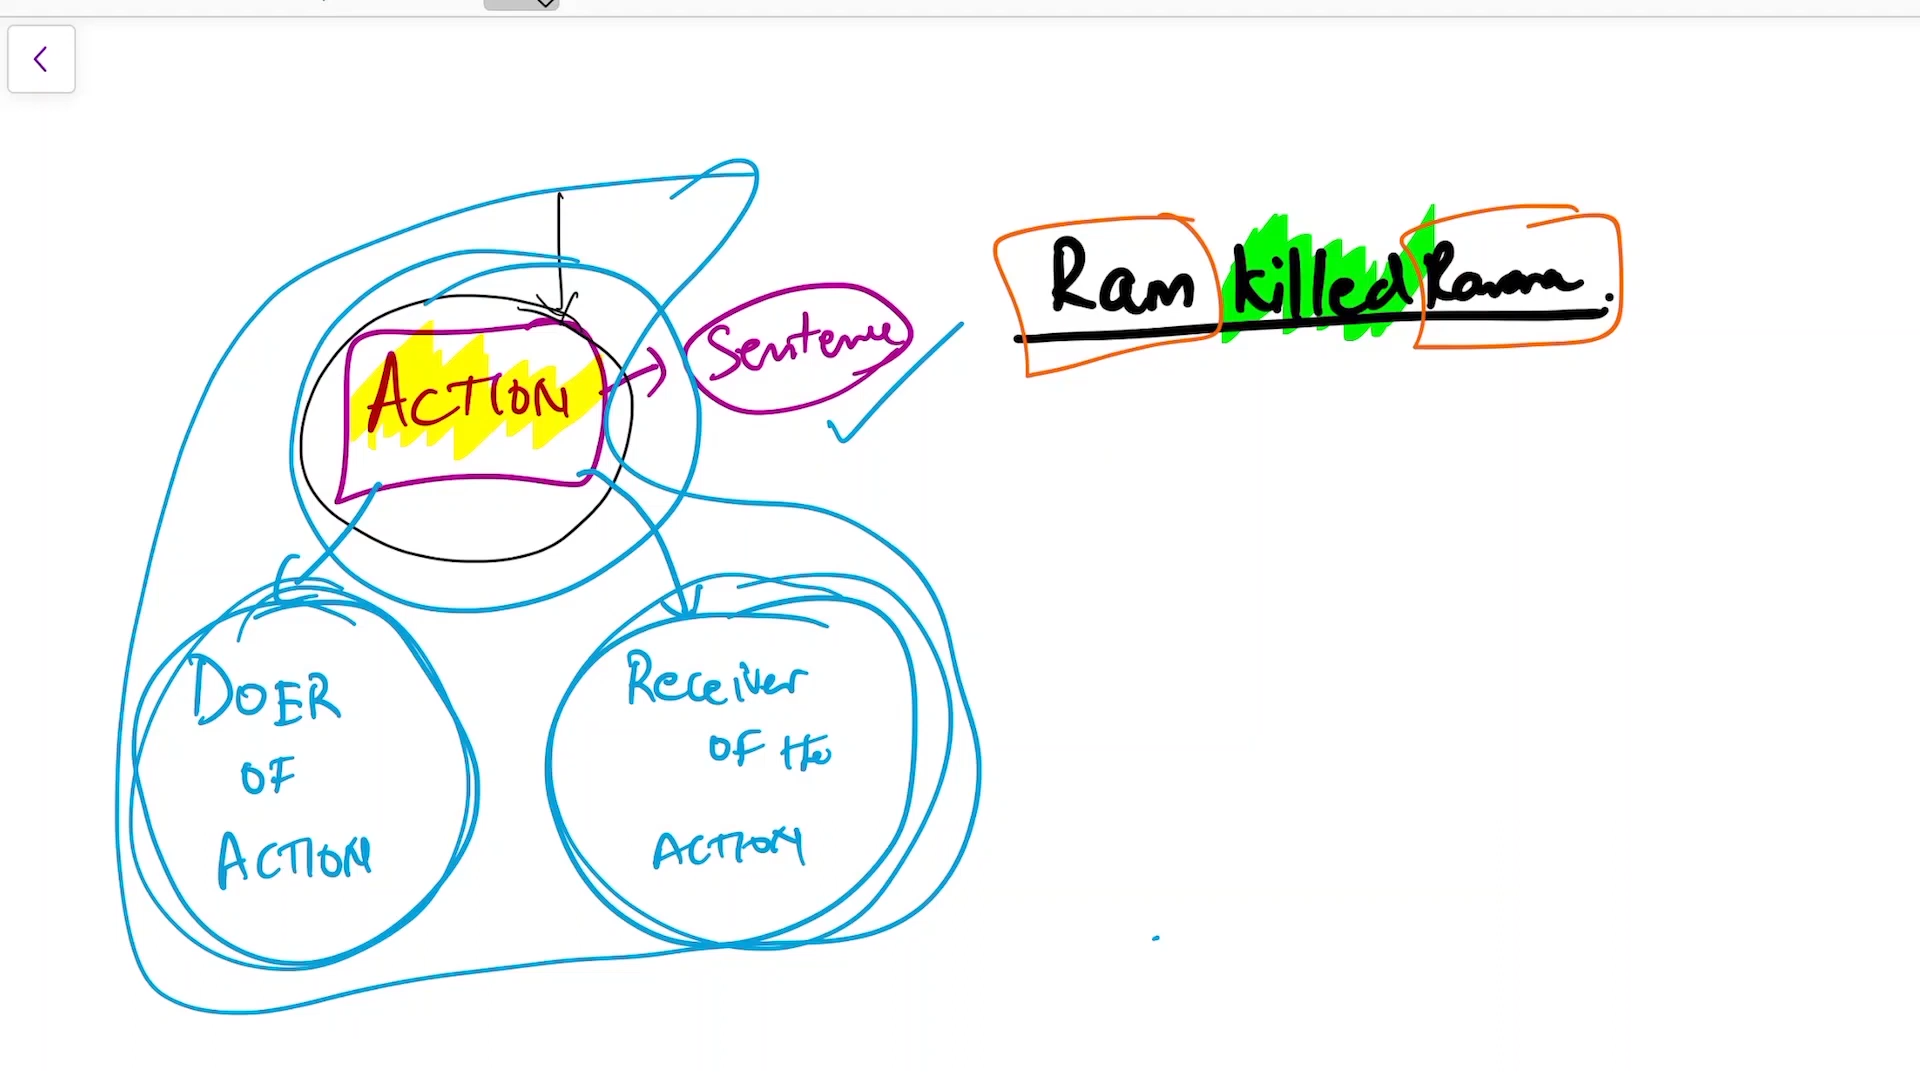 Ram killed Ravana.
ACTION
Sentence
DOER
OF
ACTION
Receiver
OF the
ACTION